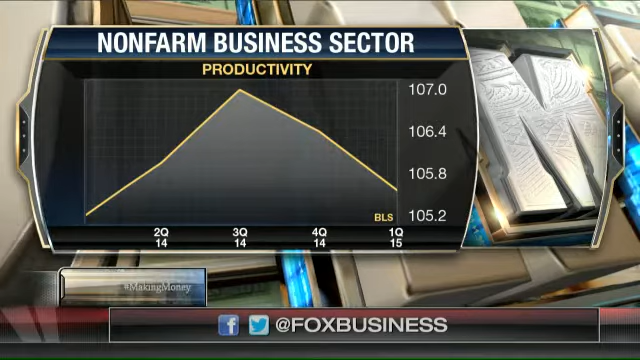 NONFARM BUSINESS SECTOR
PRODUCTIVITY
107.0
106.4
105.8
105.2
BLS
2Q 14
3Q 14
4Q 14
1Q 15
#MakingMoney
@FOXBUSINESS